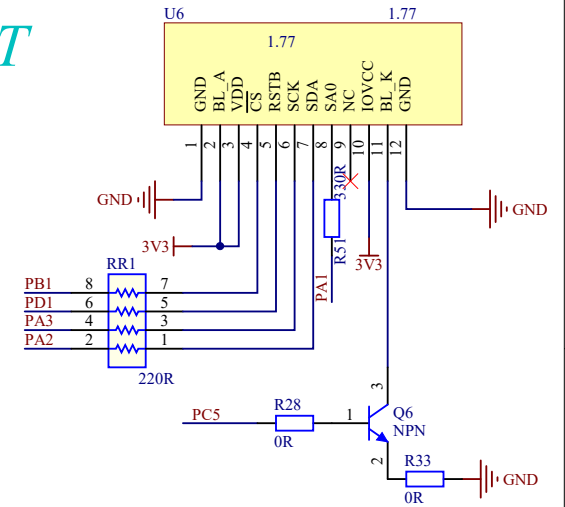 T
U6 1.77
1.77
GND BL_A VDD CS RSTB SCK SDA SA0 NC IOVCC BL_K GND
1 2 3 4 5 6 7 8 9 10 11 12
GND
330R
GND
3V3
R51
3V3
RR1
PA1
PB1 8 7
PD1 6 5
PA3 4 3
PA2 2 1
220R
3
R28
Q6
PC5
1
NPN
0R
2
R33
GND
0R